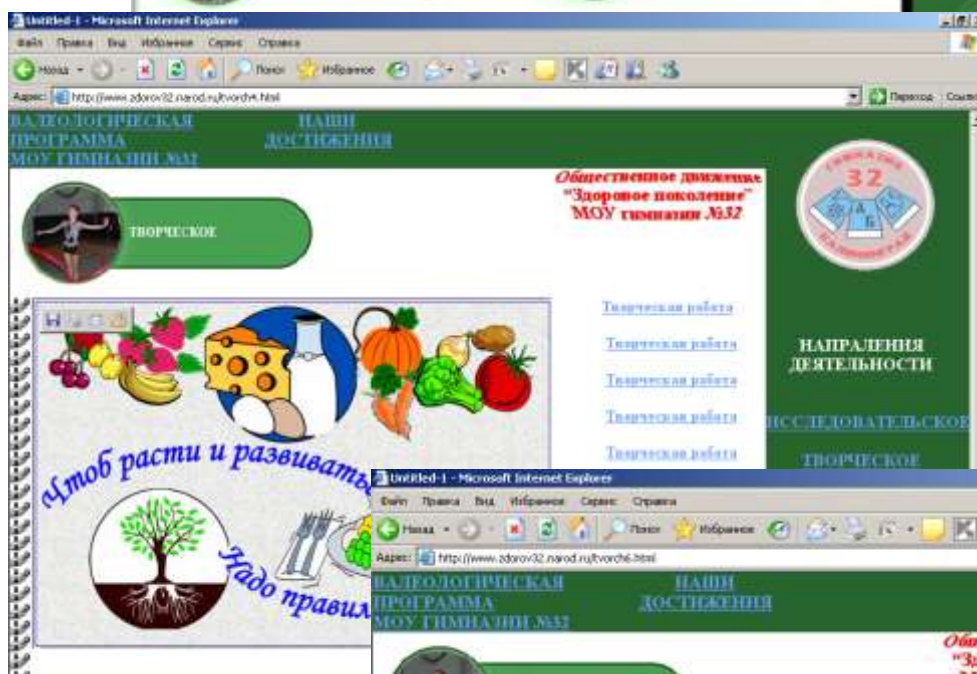 Untitled-1 - Microsoft Internet Explorer
Файл Правка Вид Избранное Сервис Справка
Назад Поиск Избранное
Адрес: http://www.zdorov32.narod.ru/tvorch4.html Переход Ссылки
ВАЛЕОЛОГИЧЕСКАЯ
ПРОГРАММА
МОУ ГИМНАЗИИ №32
НАШИ
ДОСТИЖЕНИЯ
Общественное движение
"Здоровое поколение"
МОУ гимназии №32
ГИМНАЗИЯ
32
А
Б
КАЛИНИНГРАД
ТВОРЧЕСКОЕ
Творческая работа
Творческая работа
Творческая работа
Творческая работа
Творческая работа
НАПРАЛЕНИЯ
ДЕЯТЕЛЬНОСТИ
ИССЛЕДОВАТЕЛЬСКОЕ
ТВОРЧЕСКОЕ
Чтоб расти и развивать
Надо правил
Untitled-1 - Microsoft Internet Explorer
Файл Правка Вид Избранное Сервис Справка
Назад Поиск Избранное
Адрес: http://www.zdorov32.narod.ru/tvorch6.html
ВАЛЕОЛОГИЧЕСКАЯ
ПРОГРАММА
МОУ ГИМНАЗИИ №32
НАШИ
ДОСТИЖЕНИЯ